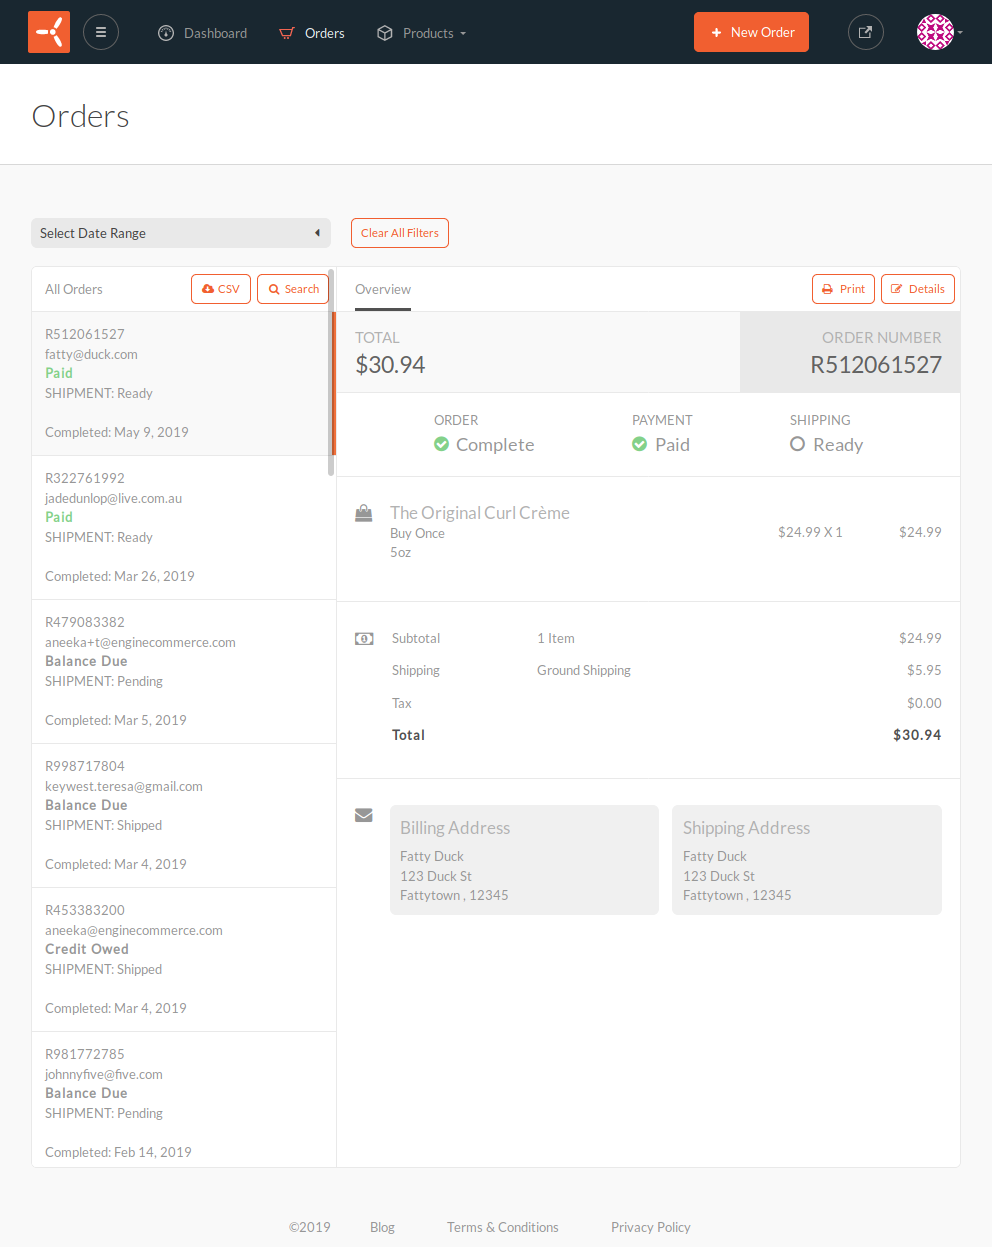 Dashboard
Orders
Products
New Order
Orders
Select Date Range
Clear All Filters
All Orders
CSV
Search
R512061527
fatty@duck.com
Paid
SHIPMENT: Ready
Completed: May 9, 2019
R322761992
jadedunlop@live.com.au
Paid
SHIPMENT: Ready
Completed: Mar 26, 2019
R479083382
aneeka+t@enginecommerce.com
Balance Due
SHIPMENT: Pending
Completed: Mar 5, 2019
R998717804
keywest.teresa@gmail.com
Balance Due
SHIPMENT: Shipped
Completed: Mar 4, 2019
R453383200
aneeka@enginecommerce.com
Credit Owed
SHIPMENT: Shipped
Completed: Mar 4, 2019
R981772785
johnnyfive@five.com
Balance Due
SHIPMENT: Pending
Completed: Feb 14, 2019
Overview
Print
Details
TOTAL
$30.94
ORDER NUMBER
R512061527
ORDER
Complete
PAYMENT
Paid
SHIPPING
Ready
The Original Curl Crème
Buy Once
5oz
$24.99 X 1
$24.99
Subtotal 1 Item $24.99
Shipping Ground Shipping $5.95
Tax $0.00
Total $30.94
Billing Address
Fatty Duck
123 Duck St
Fattytown , 12345
Shipping Address
Fatty Duck
123 Duck St
Fattytown , 12345
©2019 Blog Terms & Conditions Privacy Policy